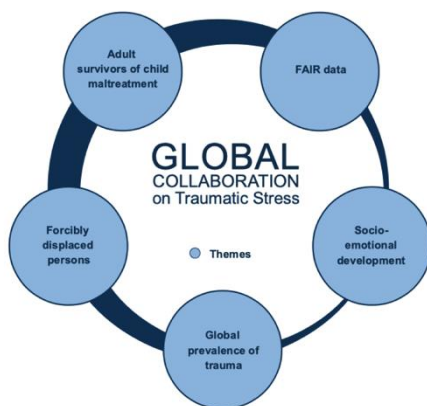 Adult
survivors of child
maltreatment
FAIR data
GLOBAL
COLLABORATION
on Traumatic Stress
Forcibly
displaced
persons
Themes
Socio-
emotional
development
Global
prevalence of
trauma